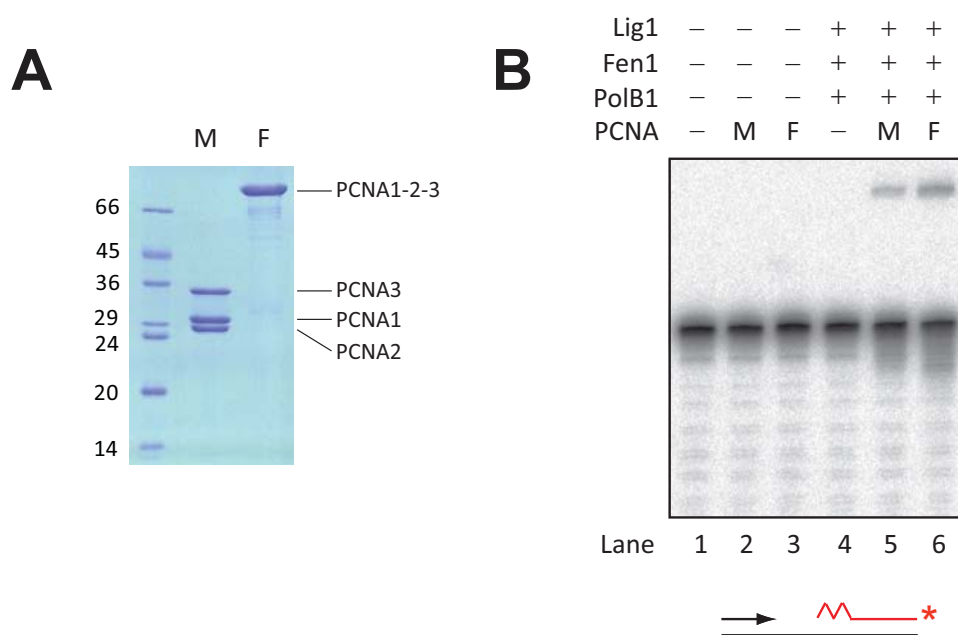 A
M F
66
45
36
29
24
20
14
PCNA1-2-3
PCNA3
PCNA1
PCNA2
B
Lig1 – – – + + +
Fen1 – – – + + +
PolB1 – – – + + +
PCNA – M F – M F
Lane 1 2 3 4 5 6
*